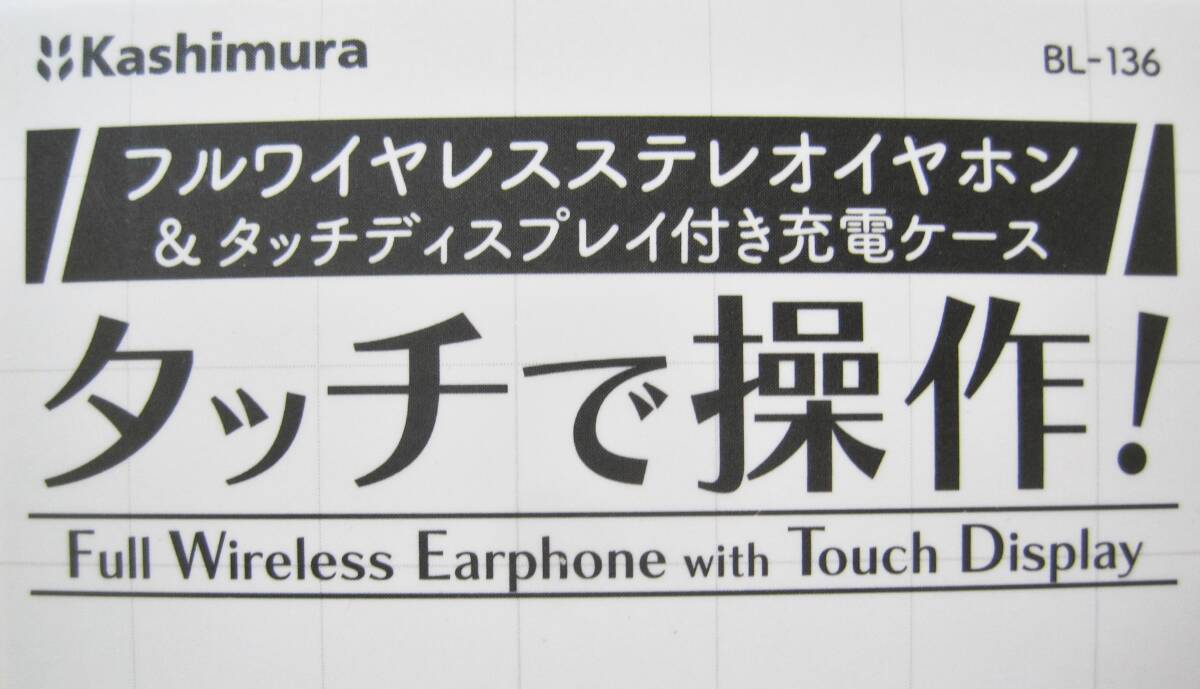 Kashimura
BL-136
フルワイヤレスステレオイヤホン
& タッチディスプレイ付き充電ケース
タッチで操作!
Full Wireless Earphone with Touch Display